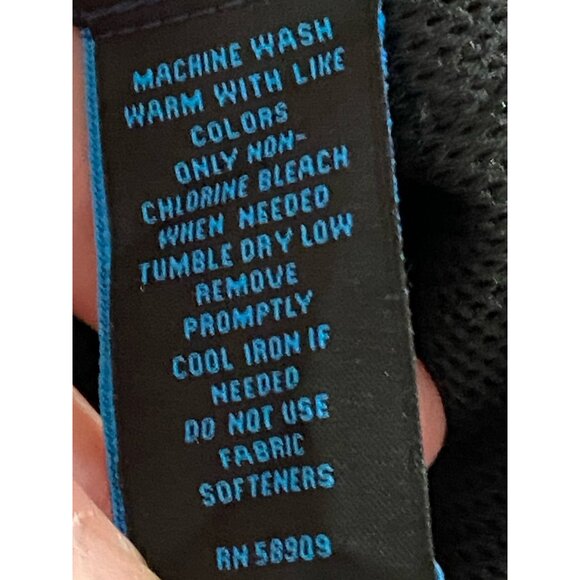 MACHINE WASH
WARM WITH LIKE
COLORS
ONLY NON-
CHLORINE BLEACH
WHEN NEEDED
TUMBLE DRY LOW
REMOVE
PROMPTLY
COOL IRON IF
NEEDED
DO NOT USE
FABRIC
SOFTENERS
RN 58909